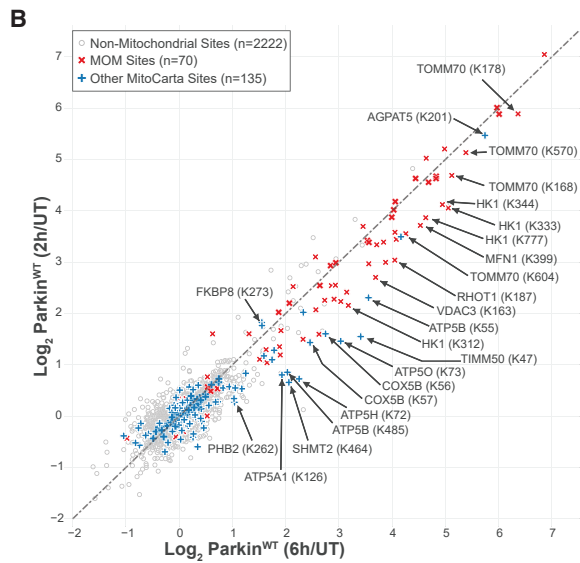 B
Non-Mitochondrial Sites (n=2222)
MOM Sites (n=70)
Other MitoCarta Sites (n=135)
TOMM70 (K178)
AGPAT5 (K201)
TOMM70 (K570)
TOMM70 (K168)
HK1 (K344)
HK1 (K333)
HK1 (K777)
MFN1 (K399)
TOMM70 (K604)
RHOT1 (K187)
VDAC3 (K163)
ATP5B (K55)
HK1 (K312)
TIMM50 (K47)
ATP5O (K73)
COX5B (K56)
COX5B (K57)
ATP5H (K72)
ATP5B (K485)
SHMT2 (K464)
FKBP8 (K273)
PHB2 (K262)
ATP5A1 (K126)
7
6
5
4
3
2
1
0
−1
−2
−2 −1 0 1 2 3 4 5 6 7
Log₂ Parkinᵂᵀ (2h/UT)
Log₂ Parkinᵂᵀ (6h/UT)